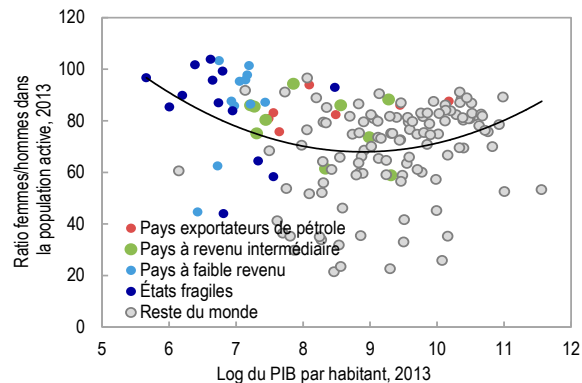 Ratio femmes/hommes dans
la population active, 2013
120
100
80
60
40
20
0
Pays exportateurs de pétrole
Pays à revenu intermédiaire
Pays à faible revenu
États fragiles
Reste du monde
5 6 7 8 9 10 11 12
Log du PIB par habitant, 2013